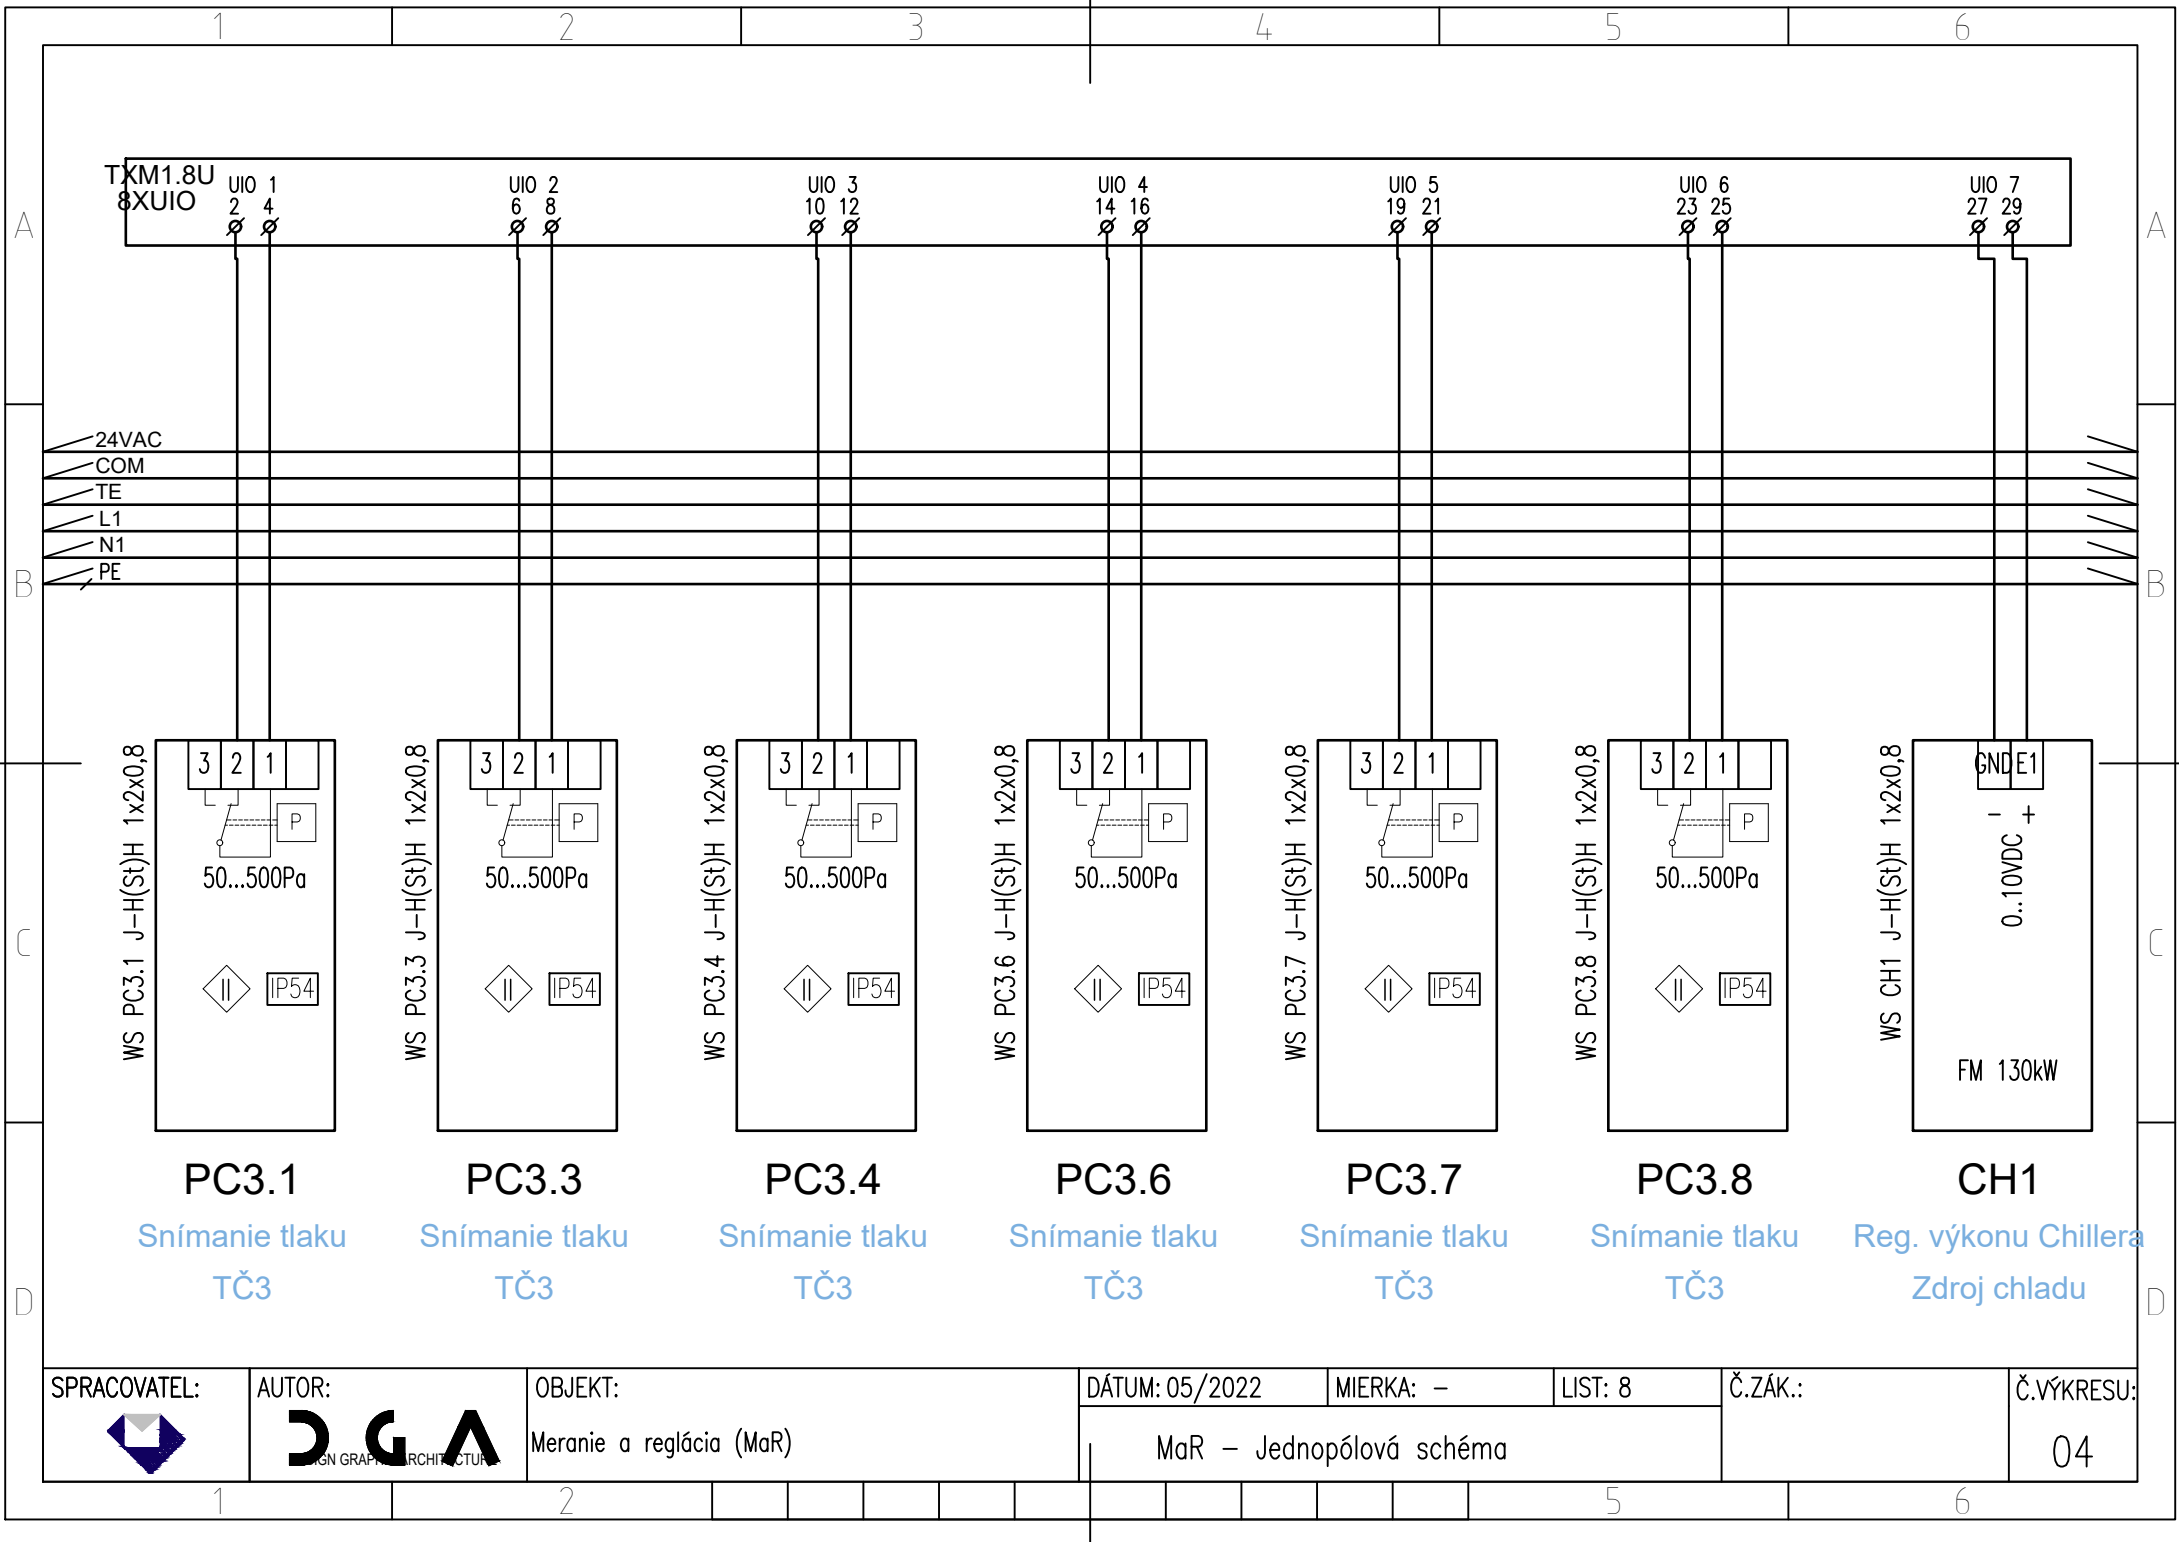 1 2 3 4 5 6
TXM1.8U
8XUIO
UIO 1 UIO 2 UIO 3 UIO 4 UIO 5 UIO 6 UIO 7
2 4 6 8 10 12 14 16 19 21 23 25 27 29
A A
24VAC
COM
TE
L1
N1
PE
B B
WS PC3.1 J-H(St)H 1x2x0,8
3 2 1
P
50...500Pa
II IP54
WS PC3.3 J-H(St)H 1x2x0,8
3 2 1
P
50...500Pa
II IP54
WS PC3.4 J-H(St)H 1x2x0,8
3 2 1
P
50...500Pa
II IP54
WS PC3.6 J-H(St)H 1x2x0,8
3 2 1
P
50...500Pa
II IP54
WS PC3.7 J-H(St)H 1x2x0,8
3 2 1
P
50...500Pa
II IP54
WS PC3.8 J-H(St)H 1x2x0,8
3 2 1
P
50...500Pa
II IP54
WS CH1 J-H(St)H 1x2x0,8
GND E1
- +
0..10VDC
FM 130kW
C C
PC3.1 PC3.3 PC3.4 PC3.6 PC3.7 PC3.8 CH1
Snímanie tlaku Snímanie tlaku Snímanie tlaku Snímanie tlaku Snímanie tlaku Snímanie tlaku Reg. výkonu Chillera
TČ3 TČ3 TČ3 TČ3 TČ3 TČ3 Zdroj chladu
D D
SPRACOVATEL: AUTOR: OBJEKT: DÁTUM: 05/2022 MIERKA: - LIST: 8 Č.ZÁK.: Č.VÝKRESU:
DGA
Meranie a reglácia (MaR) MaR - Jednopólová schéma 04
1 2 5 6